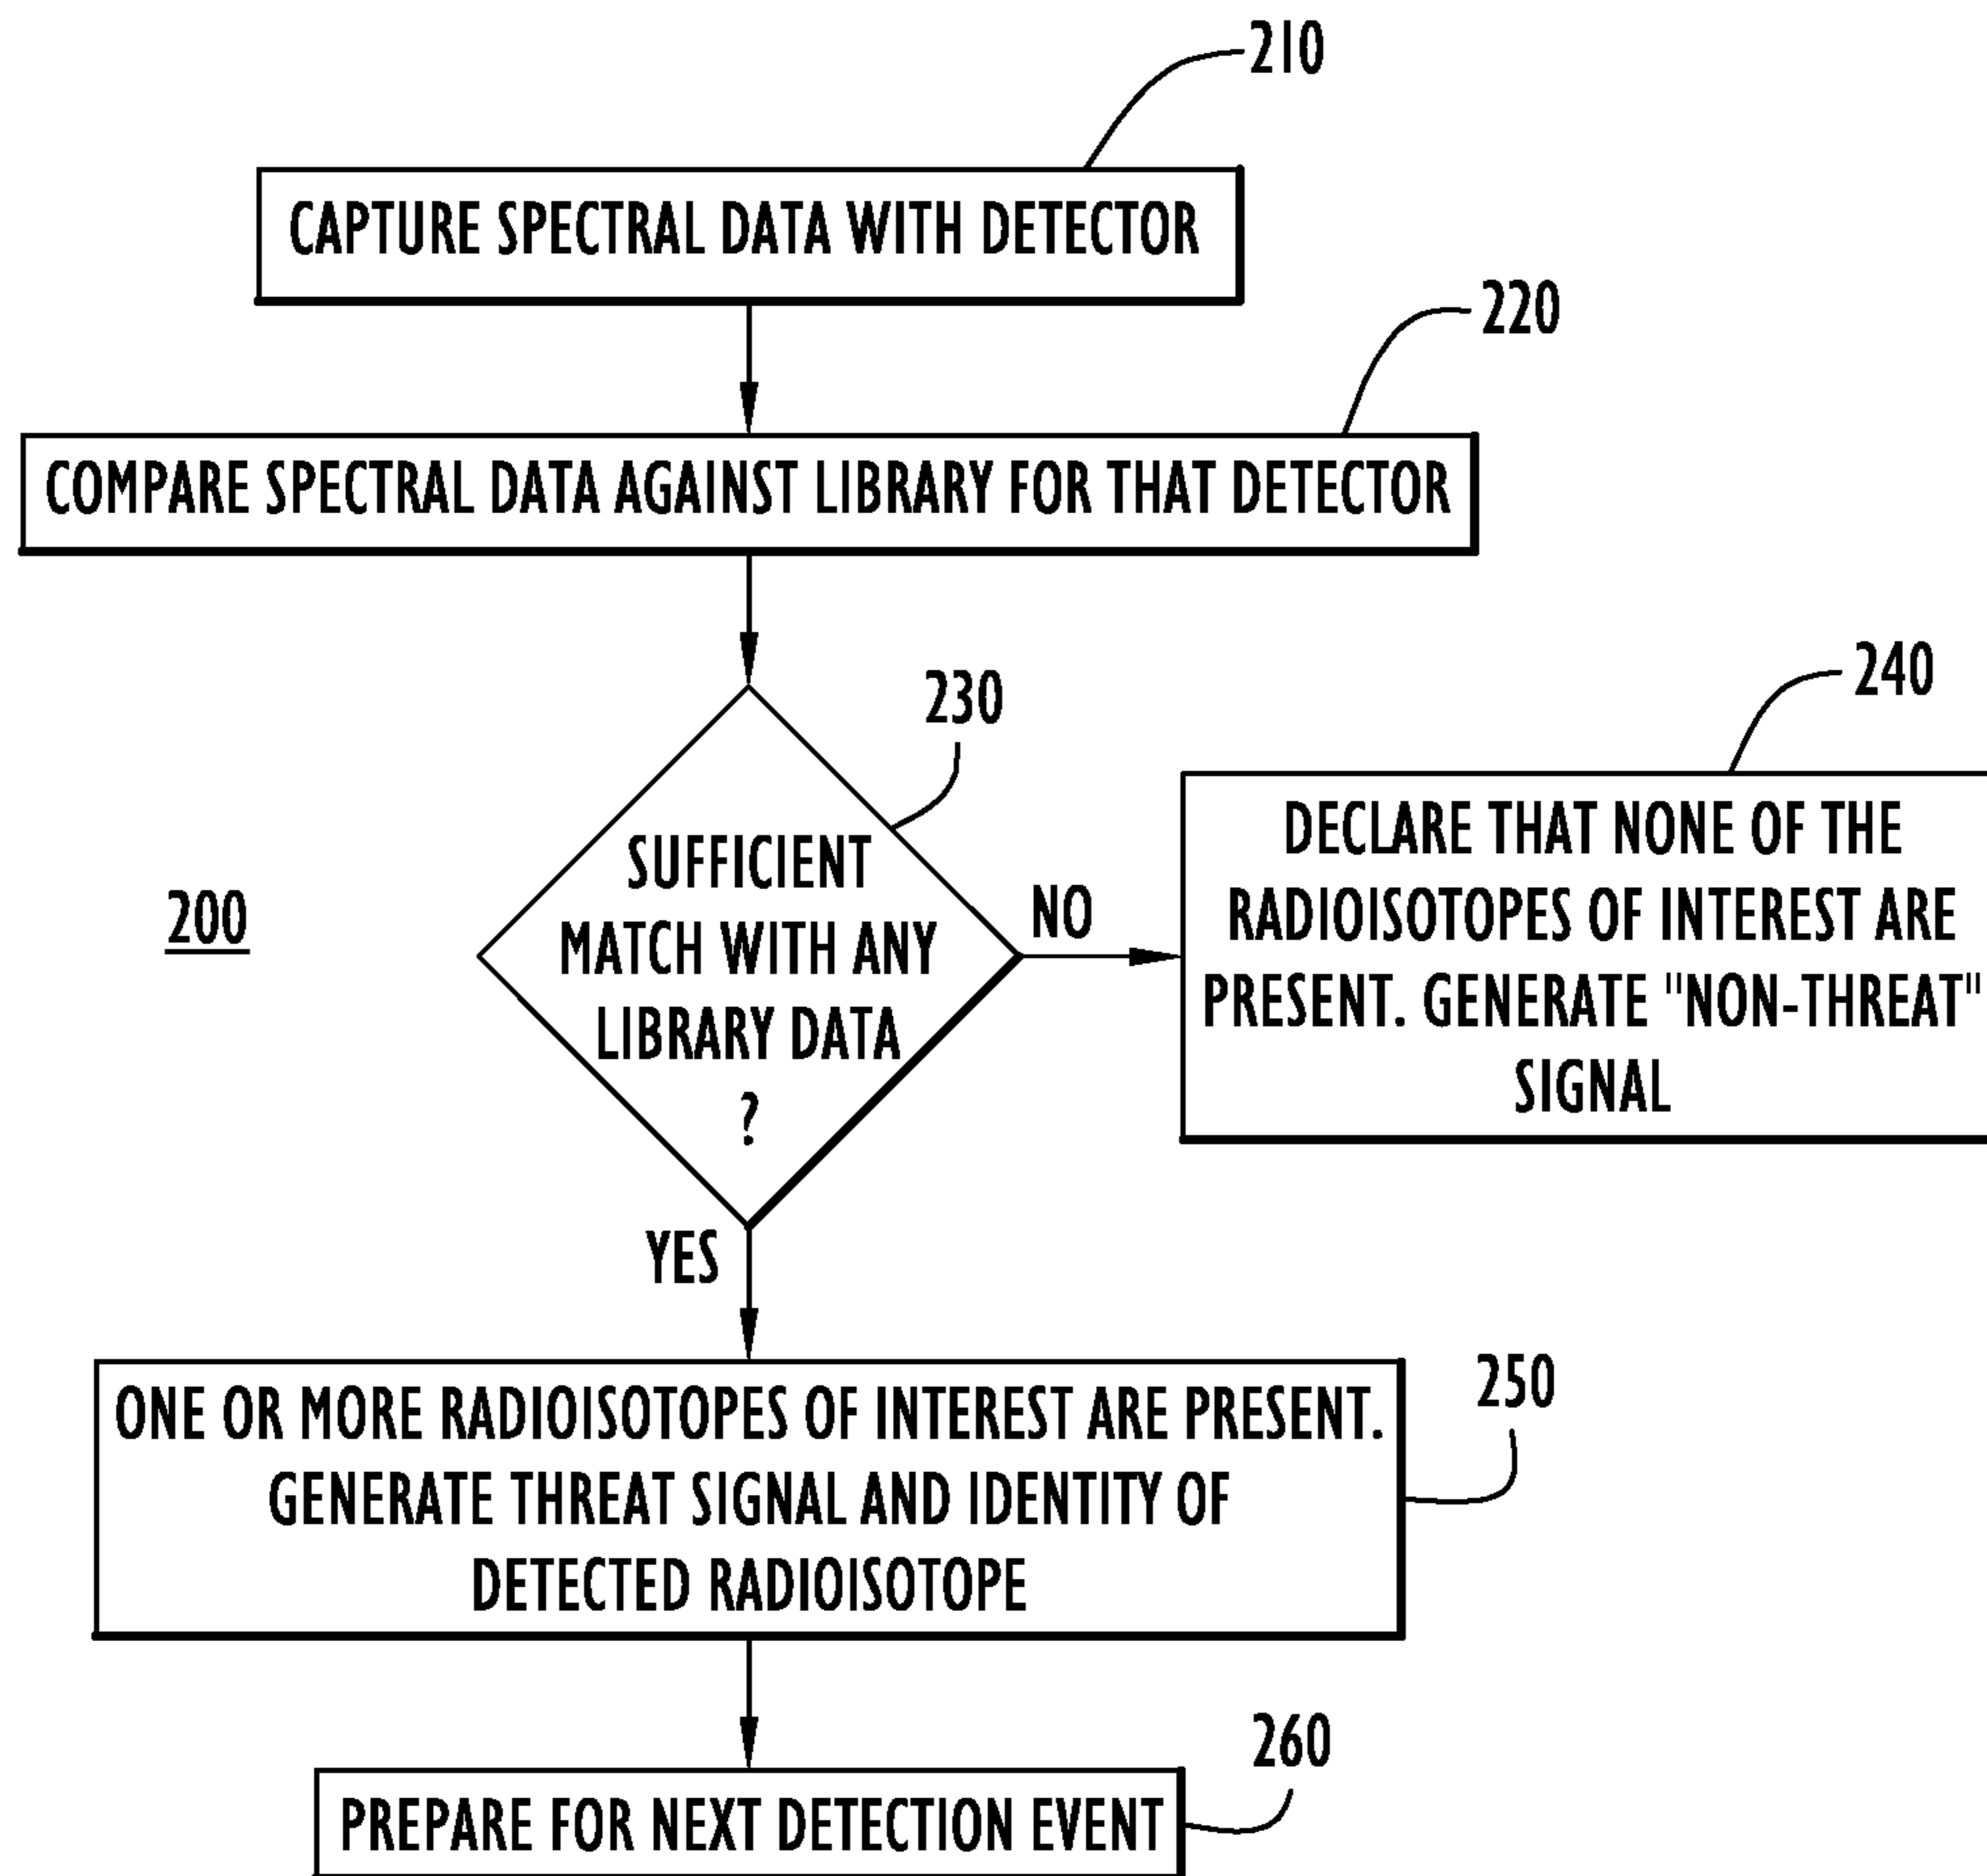 210
CAPTURE SPECTRAL DATA WITH DETECTOR
220
COMPARE SPECTRAL DATA AGAINST LIBRARY FOR THAT DETECTOR
230
240
200
SUFFICIENT
MATCH WITH ANY
LIBRARY DATA
?
NO
DECLARE THAT NONE OF THE
RADIOISOTOPES OF INTEREST ARE
PRESENT. GENERATE "NON-THREAT"
SIGNAL
YES
250
ONE OR MORE RADIOISOTOPES OF INTEREST ARE PRESENT.
GENERATE THREAT SIGNAL AND IDENTITY OF
DETECTED RADIOISOTOPE
260
PREPARE FOR NEXT DETECTION EVENT